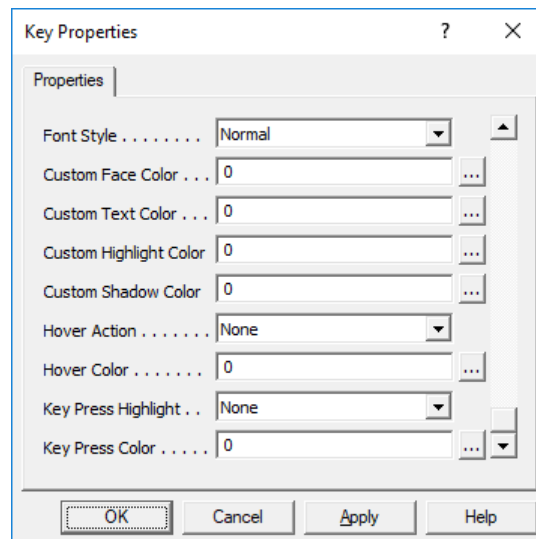 Key Properties ? ×
Properties
Font Style . . . . . . . . Normal
Custom Face Color . . . 0 ...
Custom Text Color . . . 0 ...
Custom Highlight Color 0 ...
Custom Shadow Color 0 ...
Hover Action . . . . . . . None
Hover Color . . . . . . . 0 ...
Key Press Highlight . . None
Key Press Color . . . . . 0 ...
OK Cancel Apply Help